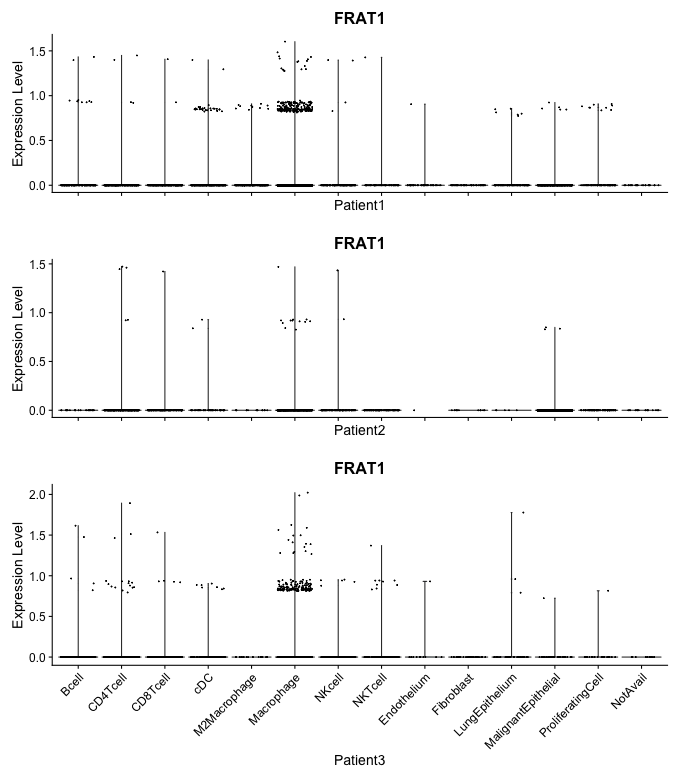 FRAT1
Expression Level
1.5
1.0
0.5
0.0
Patient1
FRAT1
Expression Level
1.5
1.0
0.5
0.0
Patient2
FRAT1
Expression Level
2.0
1.5
1.0
0.5
0.0
Bcell
CD4Tcell
CD8Tcell
cDC
M2Macrophage
Macrophage
NKcell
NKTcell
Endothelium
Fibroblast
LungEpithelium
MalignantEpithelial
ProliferatingCell
NotAvail
Patient3